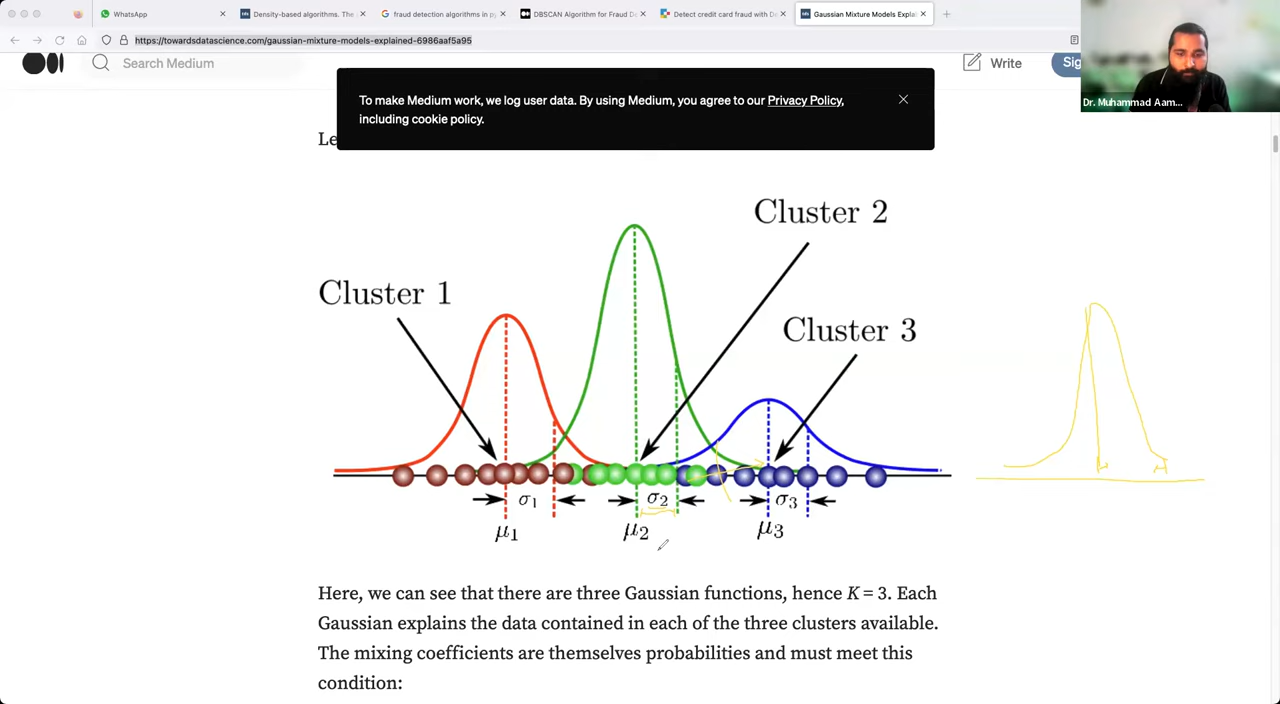 WhatsApp
Density-based algorithms. The
fraud detection algorithms in p
DBSCAN Algorithm for Fraud D
Detect credit card fraud with De
Gaussian Mixture Models Expla
https://towardsdatascience.com/gaussian-mixture-models-explained-6986aaf5a95
Search Medium
Write
Sig
Dr. Muhammad Aam...
To make Medium work, we log user data. By using Medium, you agree to our Privacy Policy,
including cookie policy.
Le
Cluster 2
Cluster 1
Cluster 3
σ1
σ2
σ3
μ1
μ2
μ3
Here, we can see that there are three Gaussian functions, hence K = 3. Each
Gaussian explains the data contained in each of the three clusters available.
The mixing coefficients are themselves probabilities and must meet this
condition: